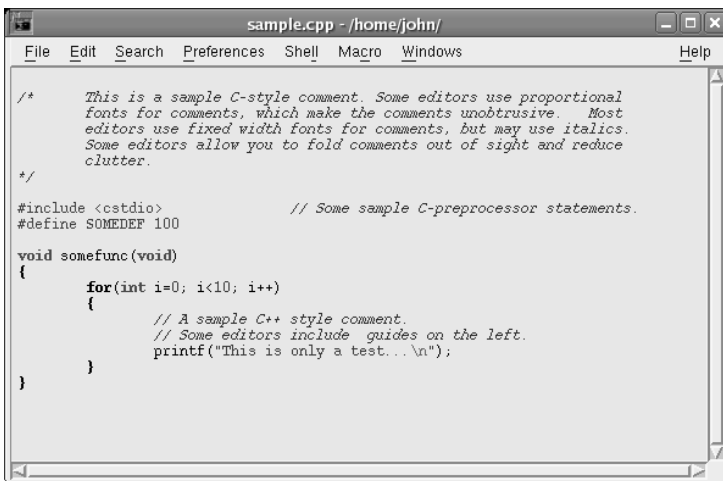 sample.cpp - /home/john/
File Edit Search Preferences Shell Macro Windows Help
/* This is a sample C-style comment. Some editors use proportional
fonts for comments, which make the comments unobtrusive. Most
editors use fixed width fonts for comments, but may use italics.
Some editors allow you to fold comments out of sight and reduce
clutter.
*/
#include <cstdio> // Some sample C-preprocessor statements.
#define SOMEDEF 100
void somefunc(void)
{
for(int i=0; i<10; i++)
{
// A sample C++ style comment.
// Some editors include guides on the left.
printf("This is only a test...\n");
}
}